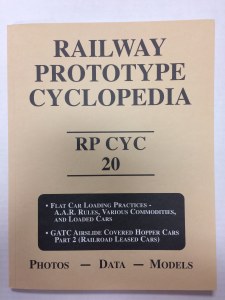 RAILWAY
PROTOTYPE
CYCLOPEDIA
RP CYC
20
• FLAT CAR LOADING PRACTICES -
A.A.R. RULES, VARIOUS COMMODITIES,
AND LOADED CARS
• GATC AIRSLIDE COVERED HOPPER CARS
PART 2 (RAILROAD LEASED CARS)
PHOTOS — DATA — MODELS